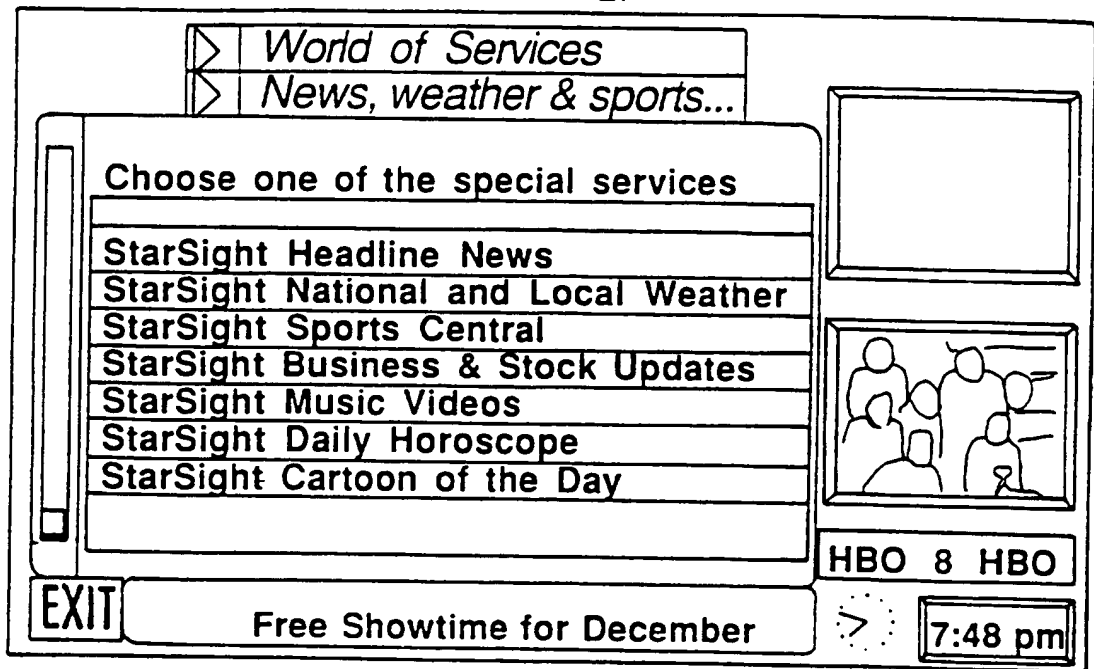 World of Services
News, weather & sports...
Choose one of the special services
StarSight Headline News
StarSight National and Local Weather
StarSight Sports Central
StarSight Business & Stock Updates
StarSight Music Videos
StarSight Daily Horoscope
StarSight Cartoon of the Day
HBO 8 HBO
EXIT
Free Showtime for December
7:48 pm